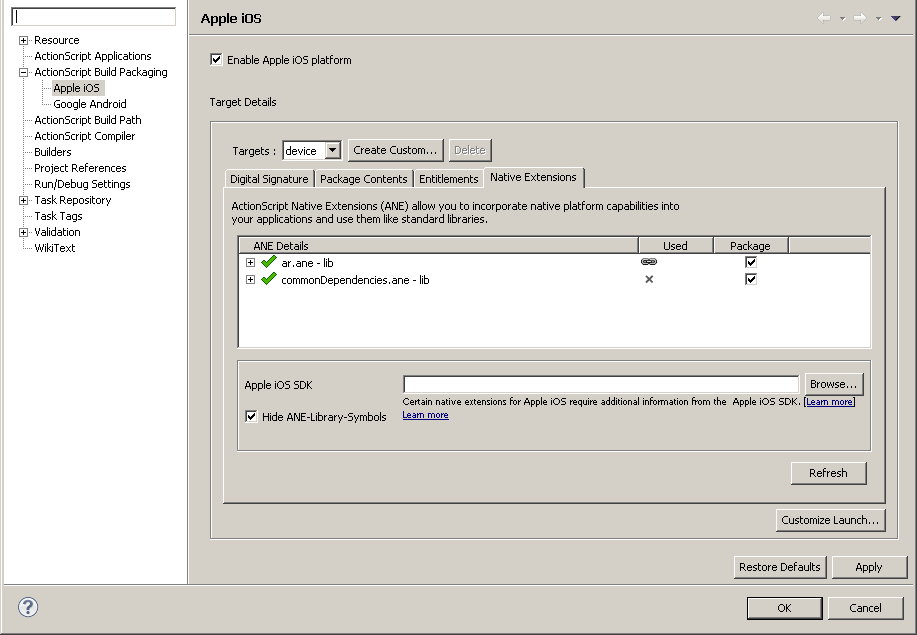 Apple iOS
Resource
ActionScript Applications
ActionScript Build Packaging
Apple iOS
Google Android
ActionScript Build Path
ActionScript Compiler
Builders
Project References
Run/Debug Settings
Task Repository
Task Tags
Validation
WikiText
Enable Apple iOS platform
Target Details
Targets : device Create Custom... Delete
Digital Signature Package Contents Entitlements Native Extensions
ActionScript Native Extensions (ANE) allow you to incorporate native platform capabilities into
your applications and use them like standard libraries.
ANE Details Used Package
ar.ane - lib
commonDependencies.ane - lib
Apple iOS SDK Browse...
Certain native extensions for Apple iOS require additional information from the Apple iOS SDK. [Learn more]
Hide ANE-Library-Symbols Learn more
Refresh
Customize Launch...
Restore Defaults Apply
? OK Cancel